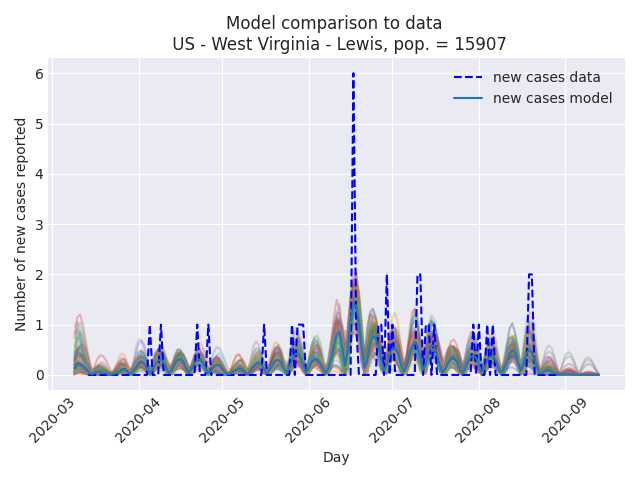 Model comparison to data
US - West Virginia - Lewis, pop. = 15907
new cases data
new cases model
Number of new cases reported
6
5
4
3
2
1
0
2020-03
2020-04
2020-05
2020-06
2020-07
2020-08
2020-09
Day